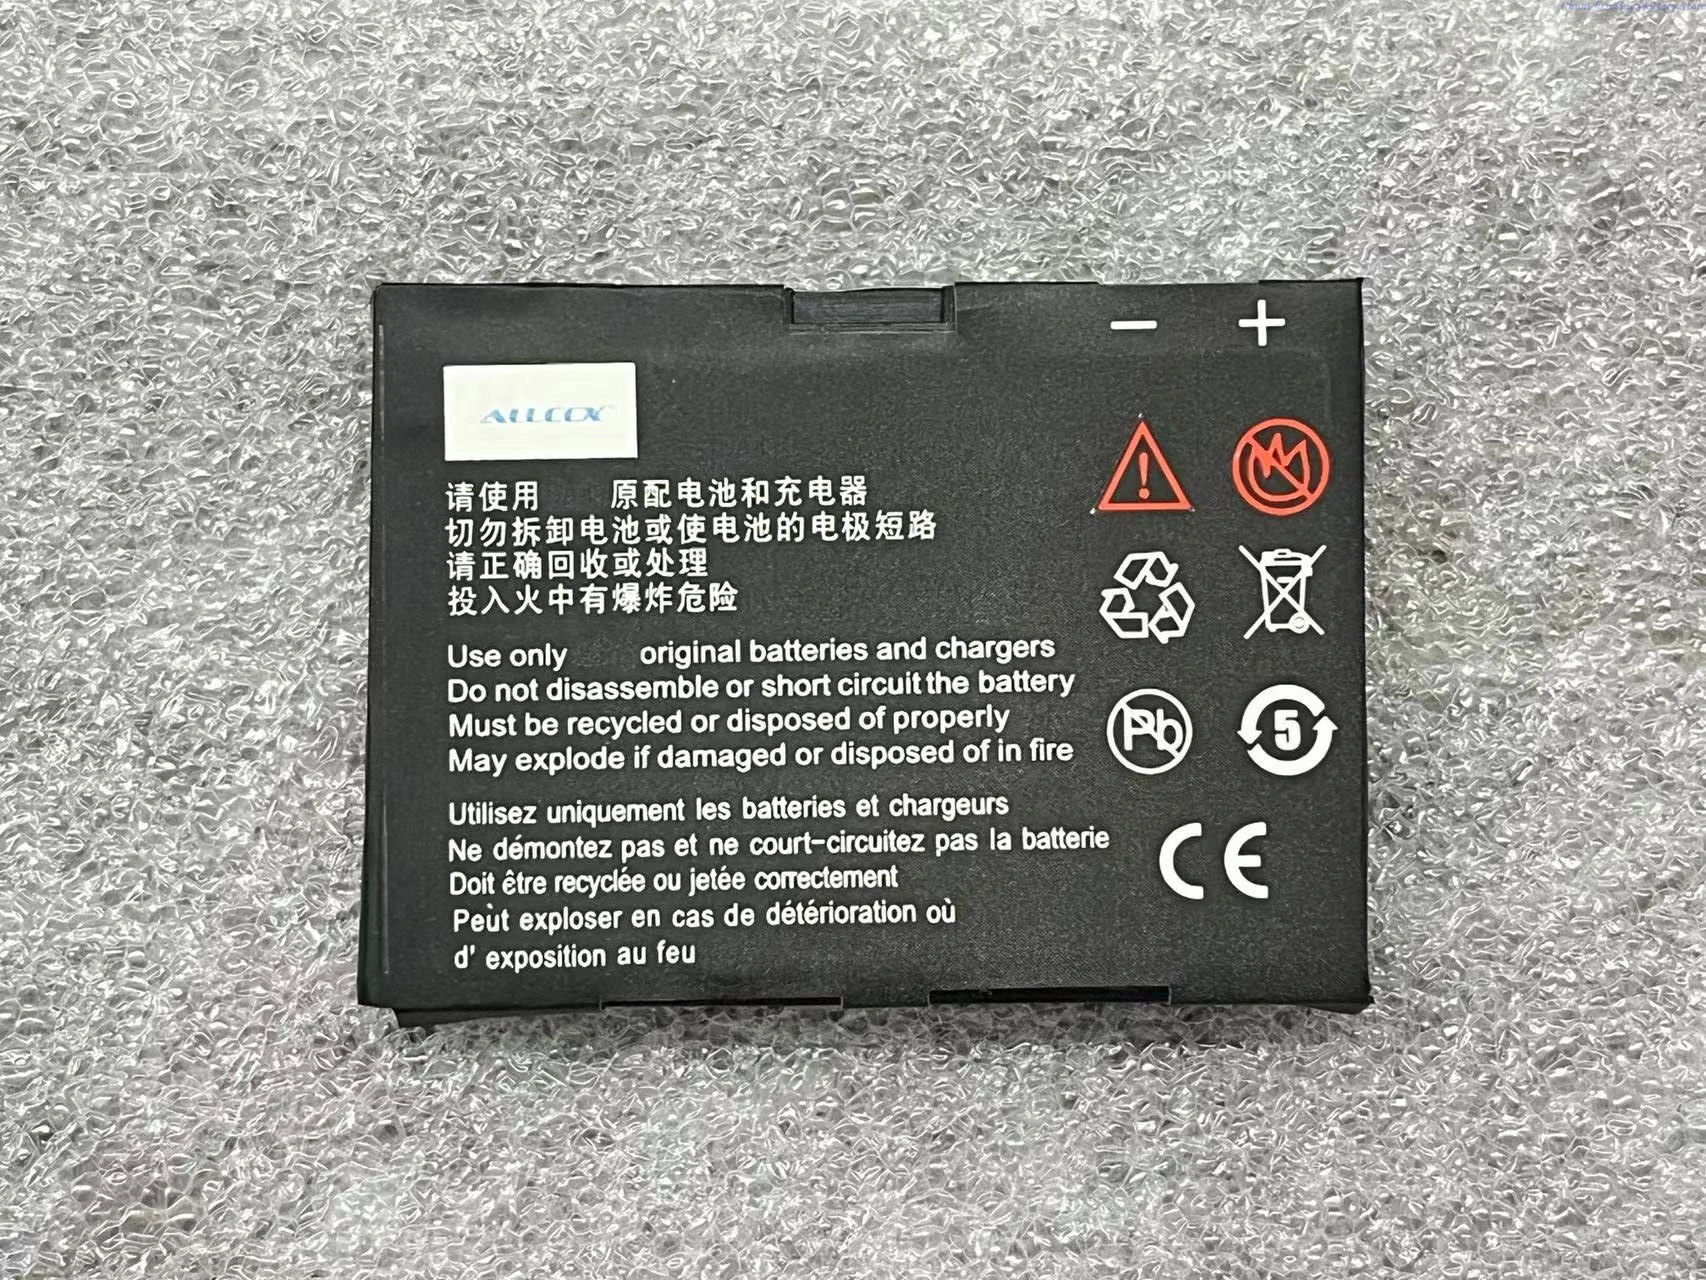 − +
ALLCCX
请使用 原配电池和充电器
切勿拆卸电池或使电池的电极短路
请正确回收或处理
投入火中有爆炸危险
Use only original batteries and chargers
Do not disassemble or short circuit the battery
Must be recycled or disposed of properly
May explode if damaged or disposed of in fire
Utilisez uniquement les batteries et chargeurs
Ne démontez pas et ne court-circuitez pas la batterie
Doit être recyclée ou jetée correctement
Peùt exploser en cas de détérioration où
d' exposition au feu
!
Pb
5
CE